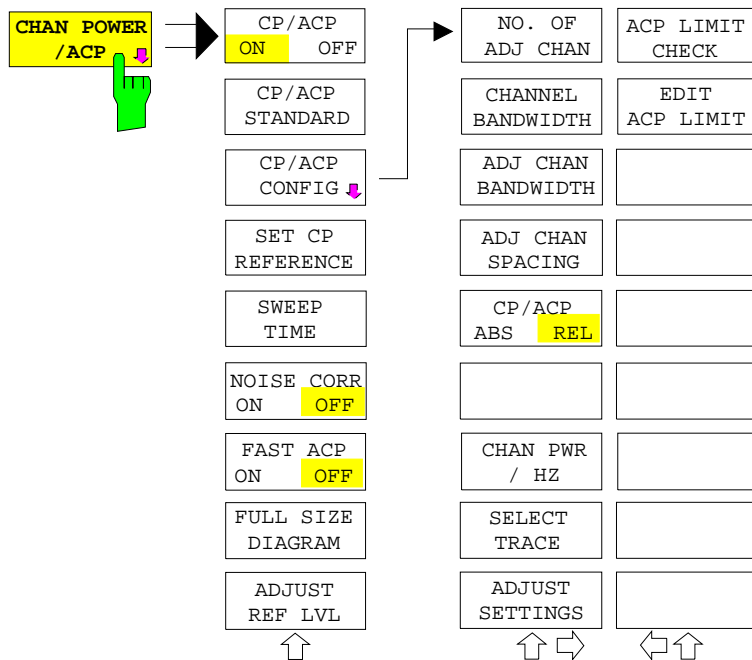 CHAN POWER
/ACP
CP/ACP
ON OFF
CP/ACP
STANDARD
CP/ACP
CONFIG
SET CP
REFERENCE
SWEEP
TIME
NOISE CORR
ON OFF
FAST ACP
ON OFF
FULL SIZE
DIAGRAM
ADJUST
REF LVL
NO. OF
ADJ CHAN
CHANNEL
BANDWIDTH
ADJ CHAN
BANDWIDTH
ADJ CHAN
SPACING
CP/ACP
ABS REL
CHAN PWR
/ HZ
SELECT
TRACE
ADJUST
SETTINGS
ACP LIMIT
CHECK
EDIT
ACP LIMIT